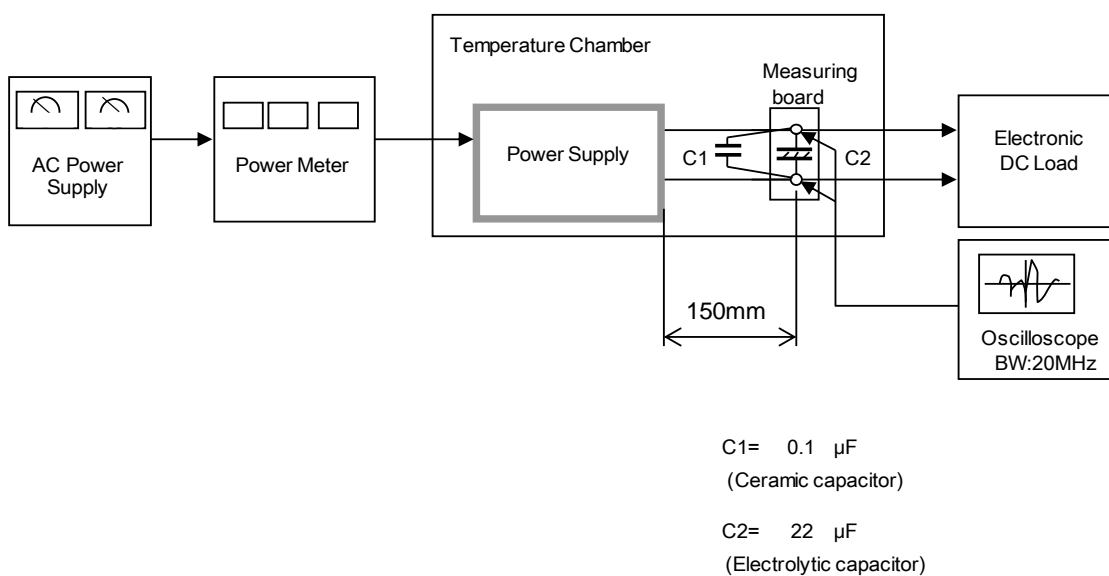 Temperature Chamber
Measuring
board
AC Power
Supply
Power Meter
Power Supply
C1
C2
Electronic
DC Load
150mm
Oscilloscope
BW:20MHz
C1= 0.1 µF
(Ceramic capacitor)
C2= 22 µF
(Electrolytic capacitor)